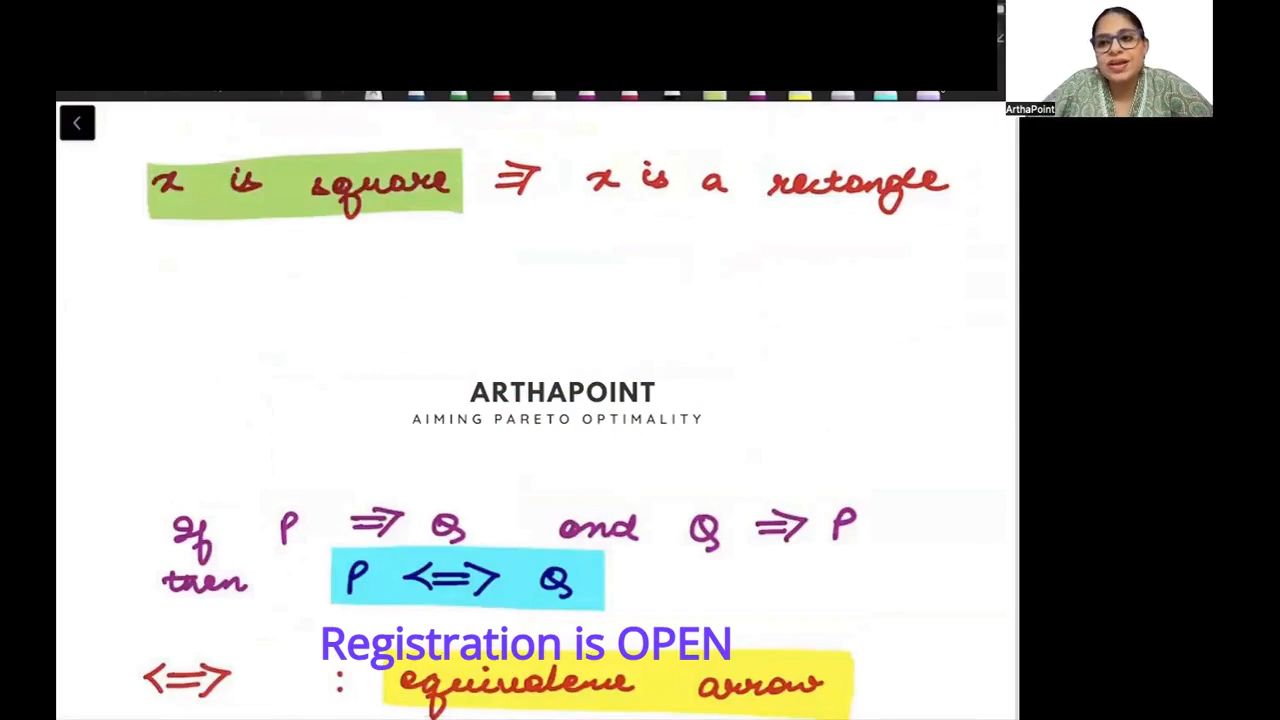 ArthaPoint
x is square ⇒ x is a rectangle
ARTHAPOINT
AIMING PARETO OPTIMALITY
If P ⇒ Q and Q ⇒ P
then P <=> Q
Registration is OPEN
<=> : equivalence arrow